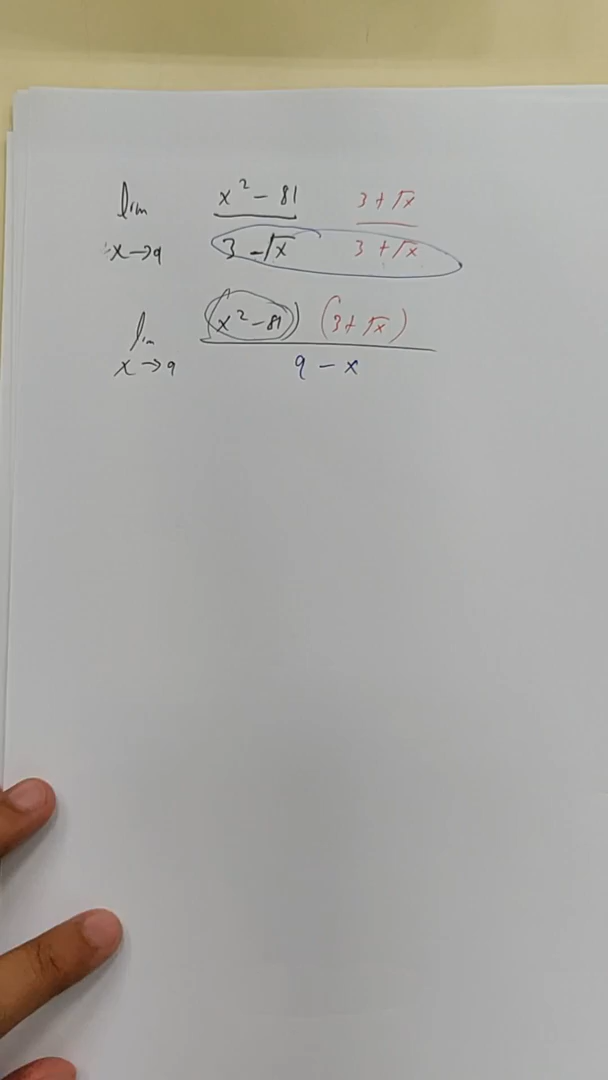 lim x² - 81 3 + √x
x → 9 3 - √x 3 + √x
lim (x² - 81) (3 + √x)
x → 9 9 - x